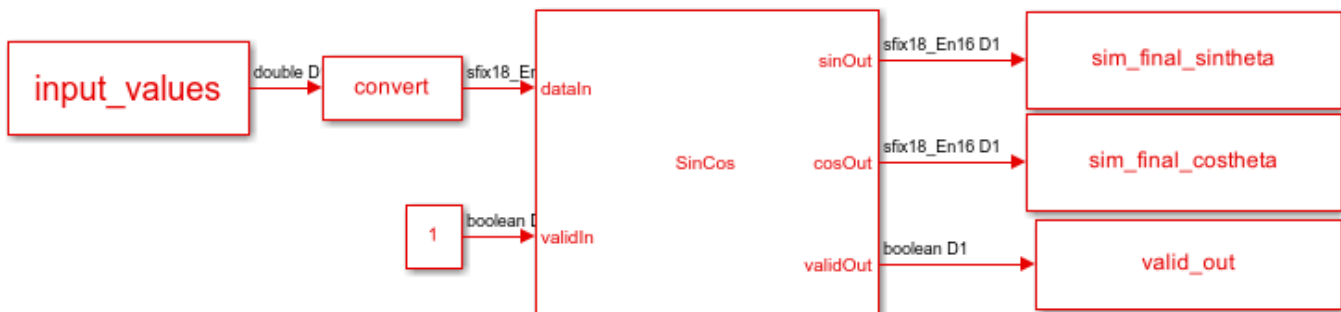 input_values
double D
convert
sfix18_En
dataIn
1
boolean D
validIn
SinCos
sinOut
sfix18_En16 D1
sim_final_sintheta
cosOut
sfix18_En16 D1
sim_final_costheta
validOut
boolean D1
valid_out